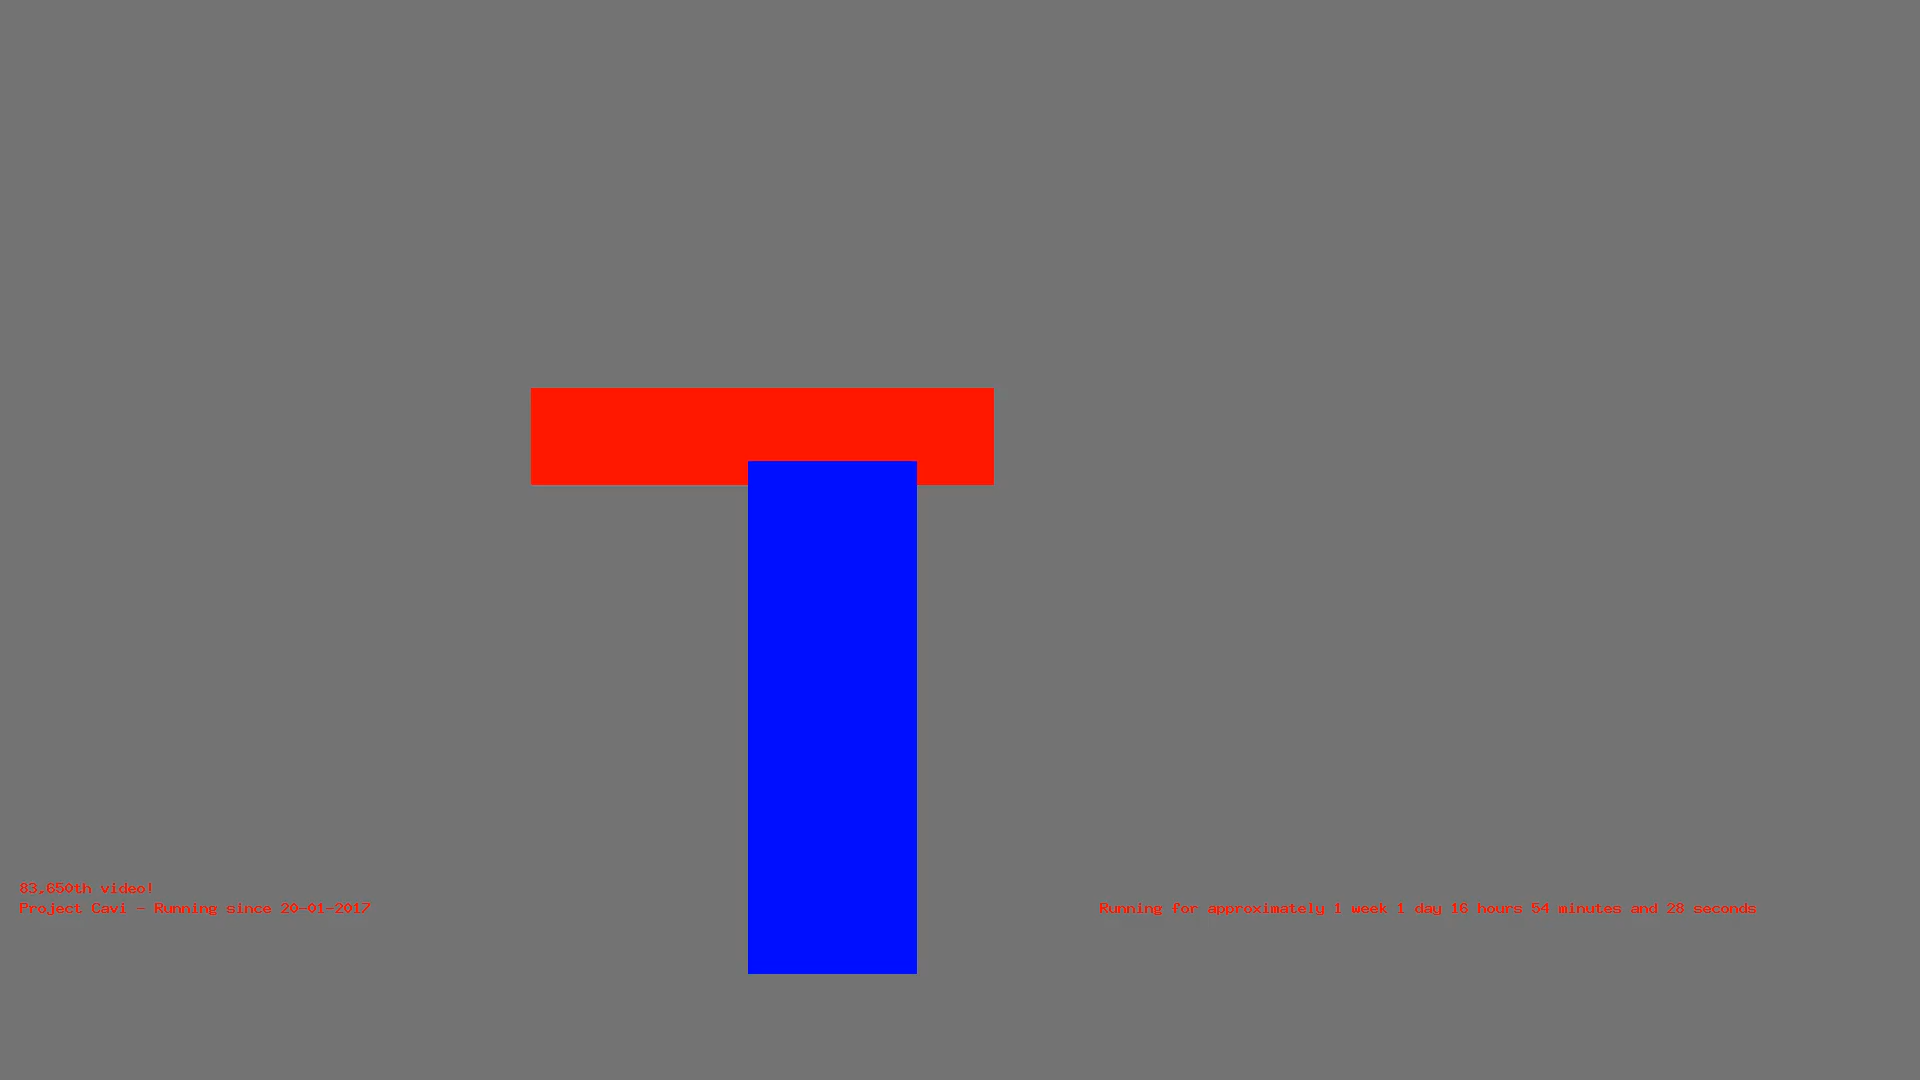 83,650th video!
Project Cavi - Running since 20-01-2017
Running for approximately 1 week 1 day 16 hours 54 minutes and 28 seconds